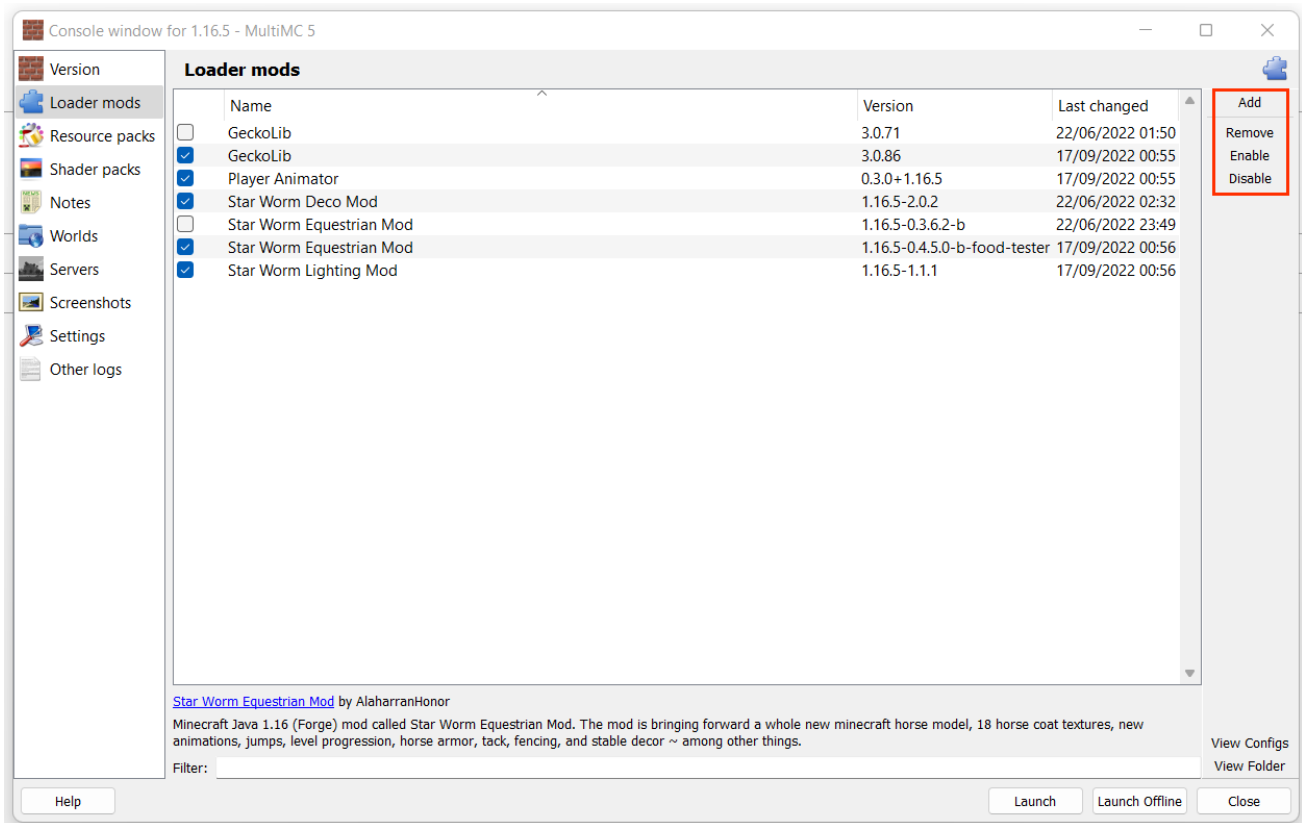 Console window for 1.16.5 - MultiMC 5
Version
Loader mods
Resource packs
Shader packs
Notes
Worlds
Servers
Screenshots
Settings
Other logs
Loader mods
Name Version Last changed
GeckoLib 3.0.71 22/06/2022 01:50
GeckoLib 3.0.86 17/09/2022 00:55
Player Animator 0.3.0+1.16.5 17/09/2022 00:55
Star Worm Deco Mod 1.16.5-2.0.2 22/06/2022 02:32
Star Worm Equestrian Mod 1.16.5-0.3.6.2-b 22/06/2022 23:49
Star Worm Equestrian Mod 1.16.5-0.4.5.0-b-food-tester 17/09/2022 00:56
Star Worm Lighting Mod 1.16.5-1.1.1 17/09/2022 00:56
Add
Remove
Enable
Disable
Star Worm Equestrian Mod by AlaharranHonor
Minecraft Java 1.16 (Forge) mod called Star Worm Equestrian Mod. The mod is bringing forward a whole new minecraft horse model, 18 horse coat textures, new
animations, jumps, level progression, horse armor, tack, fencing, and stable decor ~ among other things.
Filter:
View Configs
View Folder
Help Launch Launch Offline Close